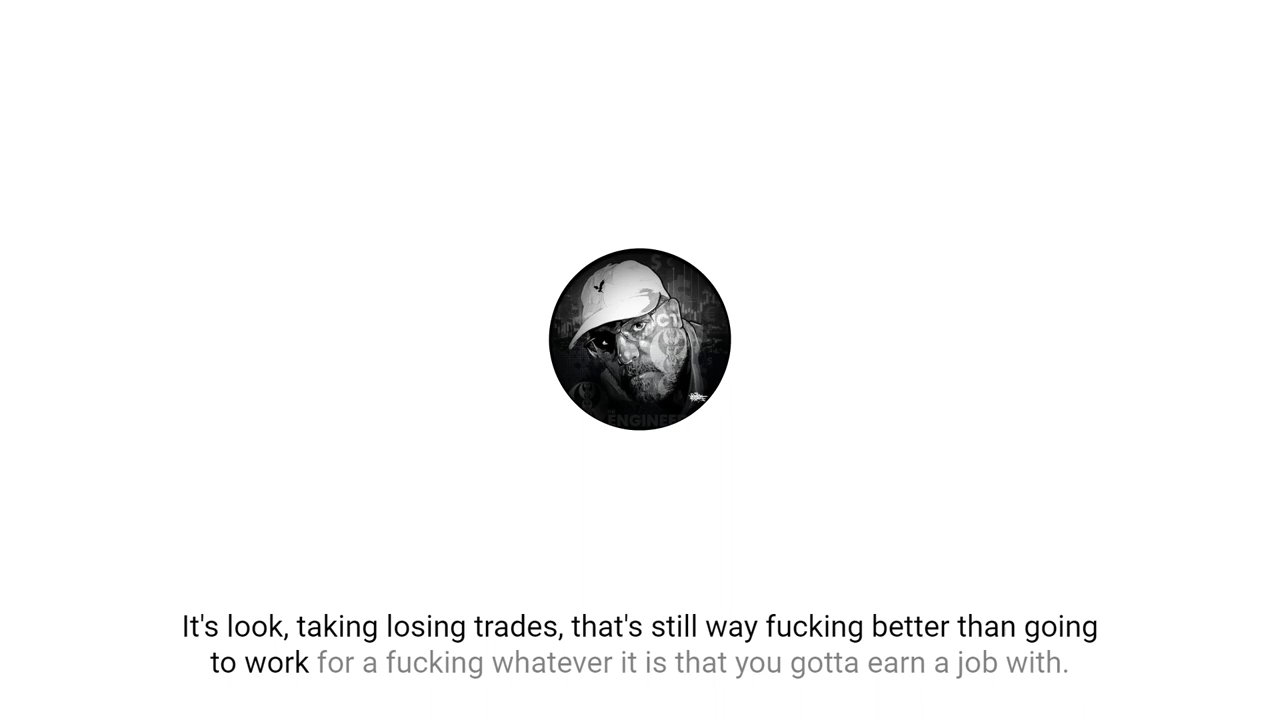 It's look, taking losing trades, that's still way fucking better than going
to work for a fucking whatever it is that you gotta earn a job with.